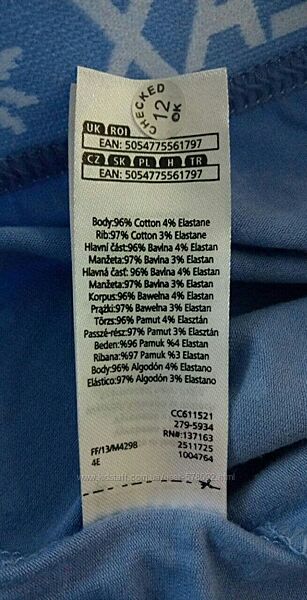 CHECKED
12
OK
UK ROI
EAN: 5054775561797
CZ SK PL H TR
EAN: 5054775561797
Body:96% Cotton 4% Elastane
Rib:97% Cotton 3% Elastane
Hlavní část:96% Bavlna 4% Elastan
Manžeta:97% Bavlna 3% Elastan
Hlavná časť: 96% Bavlna 4% Elastan
Manžeta:97% Bavlna 3% Elastan
Korpus:96% Bawełna 4% Elastan
Prążki:97% Bawełna 3% Elastan
Törzs:96% Pamut 4% Elasztán
Passzé-rész:97% Pamut 3% Elasztán
Beden:%96 Pamuk %4 Elastan
Ribana:%97 Pamuk %3 Elastan
Body:96% Algodón 4% Elastano
Elástico:97% Algodón 3% Elastano
CC611521
279-5934
RN#:137163
FF/13/M4298 2511725
4E 1004764